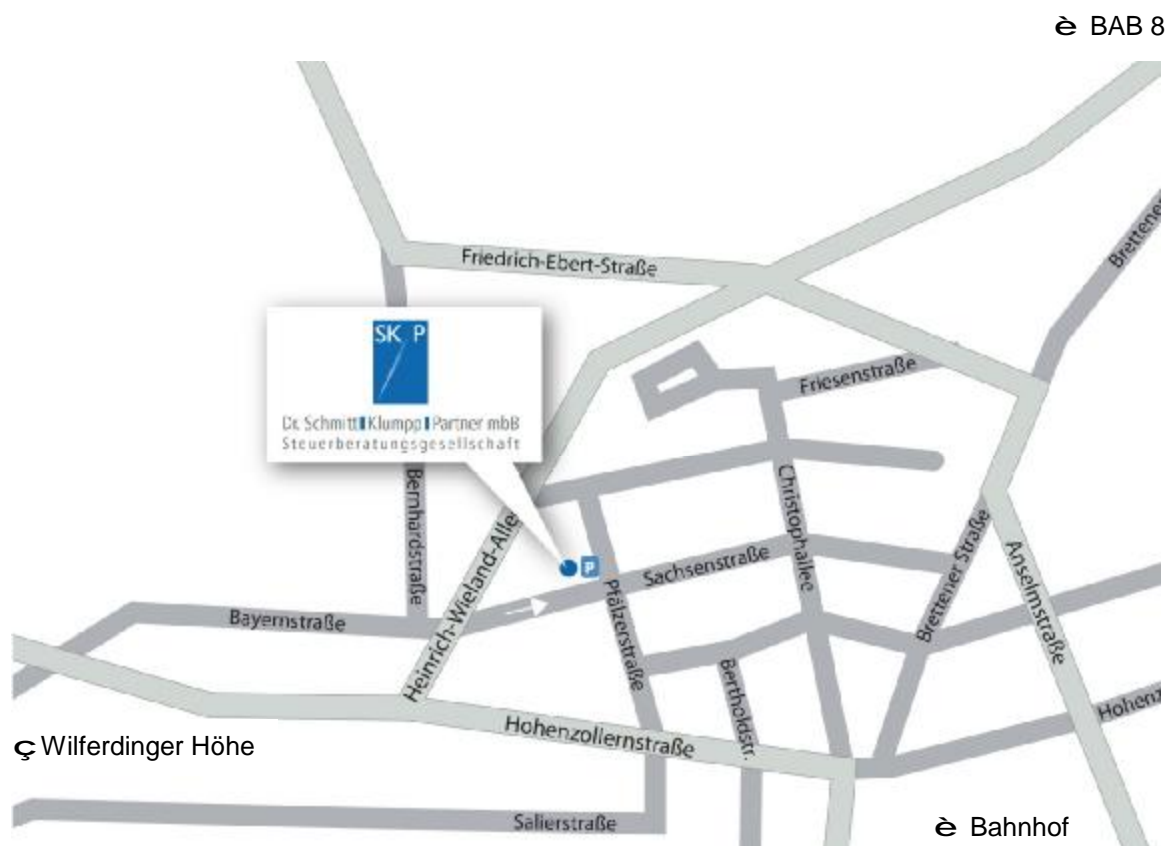 è BAB 8
Friedrich-Ebert-Straße
Brettener
SK P
Dr. Schmitt Klumpp Partner mbB
Steuerberatungsgesellschaft
Friesenstraße
Bernhardstraße
Heinrich-Wieland-Allee
Christophallee
P
Sachsenstraße
Pfälzerstraße
Brettener Straße
Anselmstraße
Bayernstraße
Bertholdstr.
Hohenz
Hohenzollernstraße
ç Wilferdinger Höhe
Salierstraße
è Bahnhof